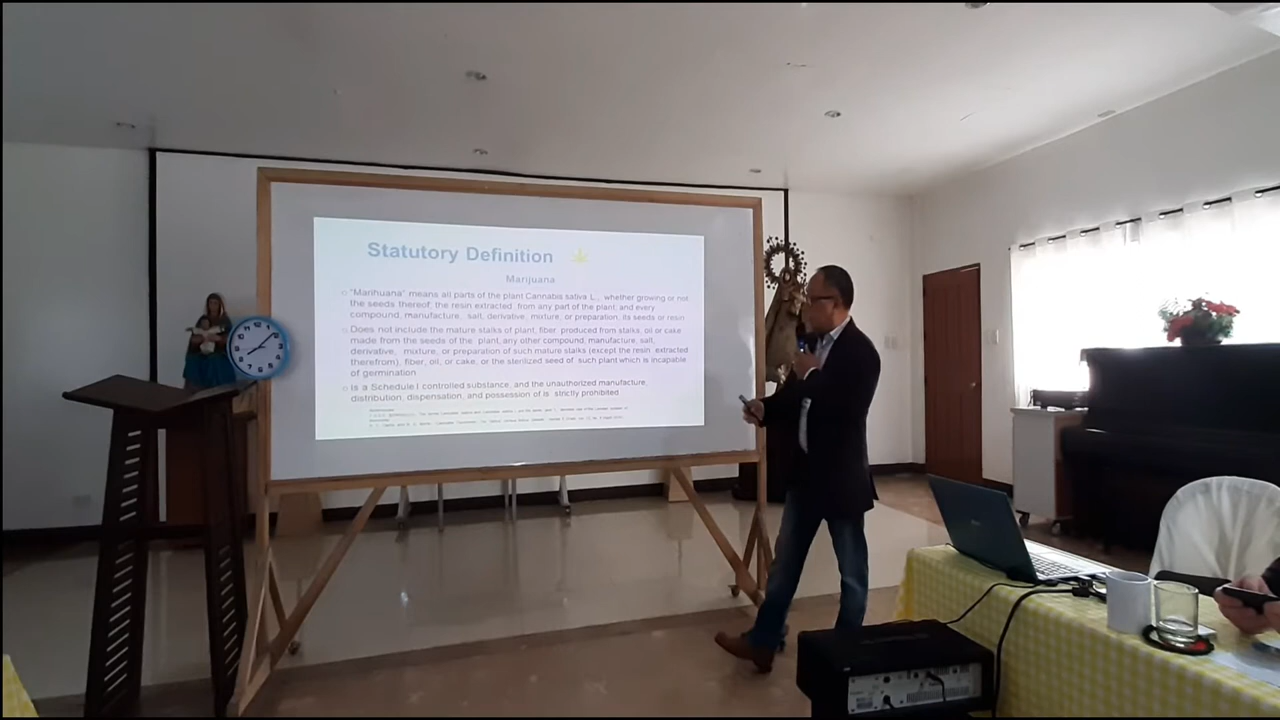 Statutory Definition
Marijuana
"Marihuana" means all parts of the plant Cannabis sativa L., whether growing or not
the seeds thereof; the resin extracted from any part of the plant; and every
compound, manufacture, salt, derivative, mixture, or preparation, its seeds or resin
Does not include the mature stalks of plant, fiber produced from stalks, oil or cake
made from the seeds of the plant, any other compound, manufacture, salt,
derivative, mixture, or preparation of such mature stalks (except the resin extracted
therefrom), fiber, oil, or cake, or the sterilized seed of such plant which is incapable
of germination
Is a Schedule I controlled substance, and the unauthorized manufacture,
distribution, dispensation, and possession of is strictly prohibited